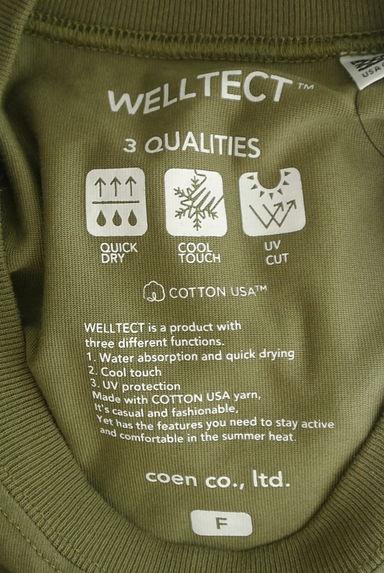 USA
WELLTECT™
3 QUALITIES
QUICK DRY
COOL TOUCH
UV CUT
COTTON USA™
WELLTECT is a product with
three different functions.
1. Water absorption and quick drying
2. Cool touch
3. UV protection
Made with COTTON USA yarn,
It's casual and fashionable,
Yet has the features you need to stay active
and comfortable in the summer heat.
coen co., ltd.
F